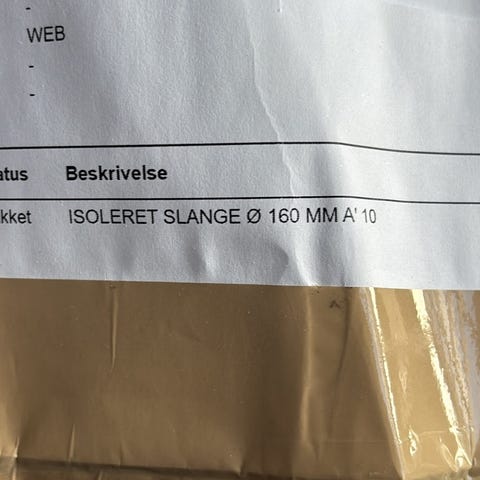 -
WEB
-
-
atus Beskrivelse
kket ISOLERET SLANGE Ø 160 MM A' 10